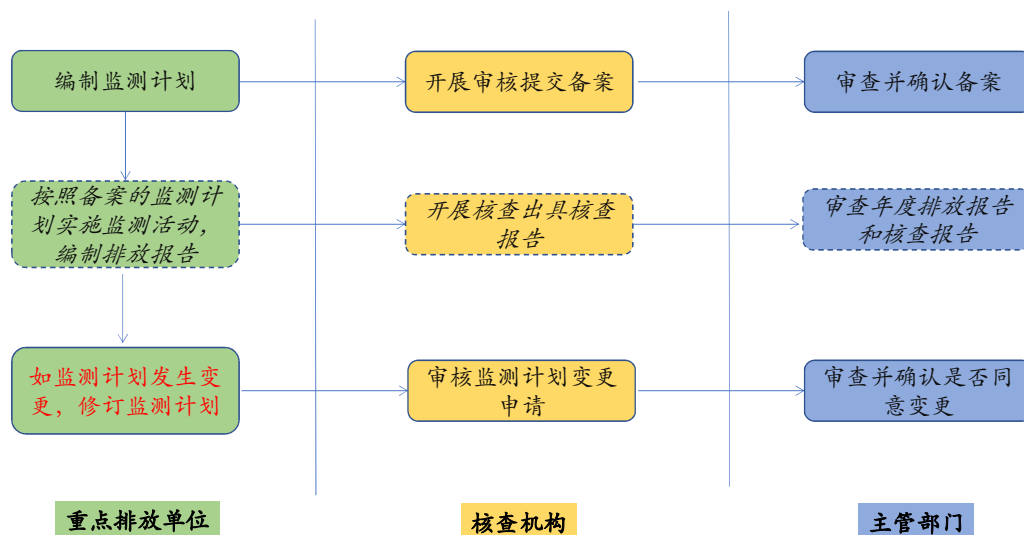 编制监测计划
开展审核提交备案
审查并确认备案
按照备案的监测计
划实施监测活动，
编制排放报告
开展核查出具核查
报告
审查年度排放报告
和核查报告
如监测计划发生变
更，修订监测计划
审核监测计划变更
申请
审查并确认是否同
意变更
重点排放单位
核查机构
主管部门